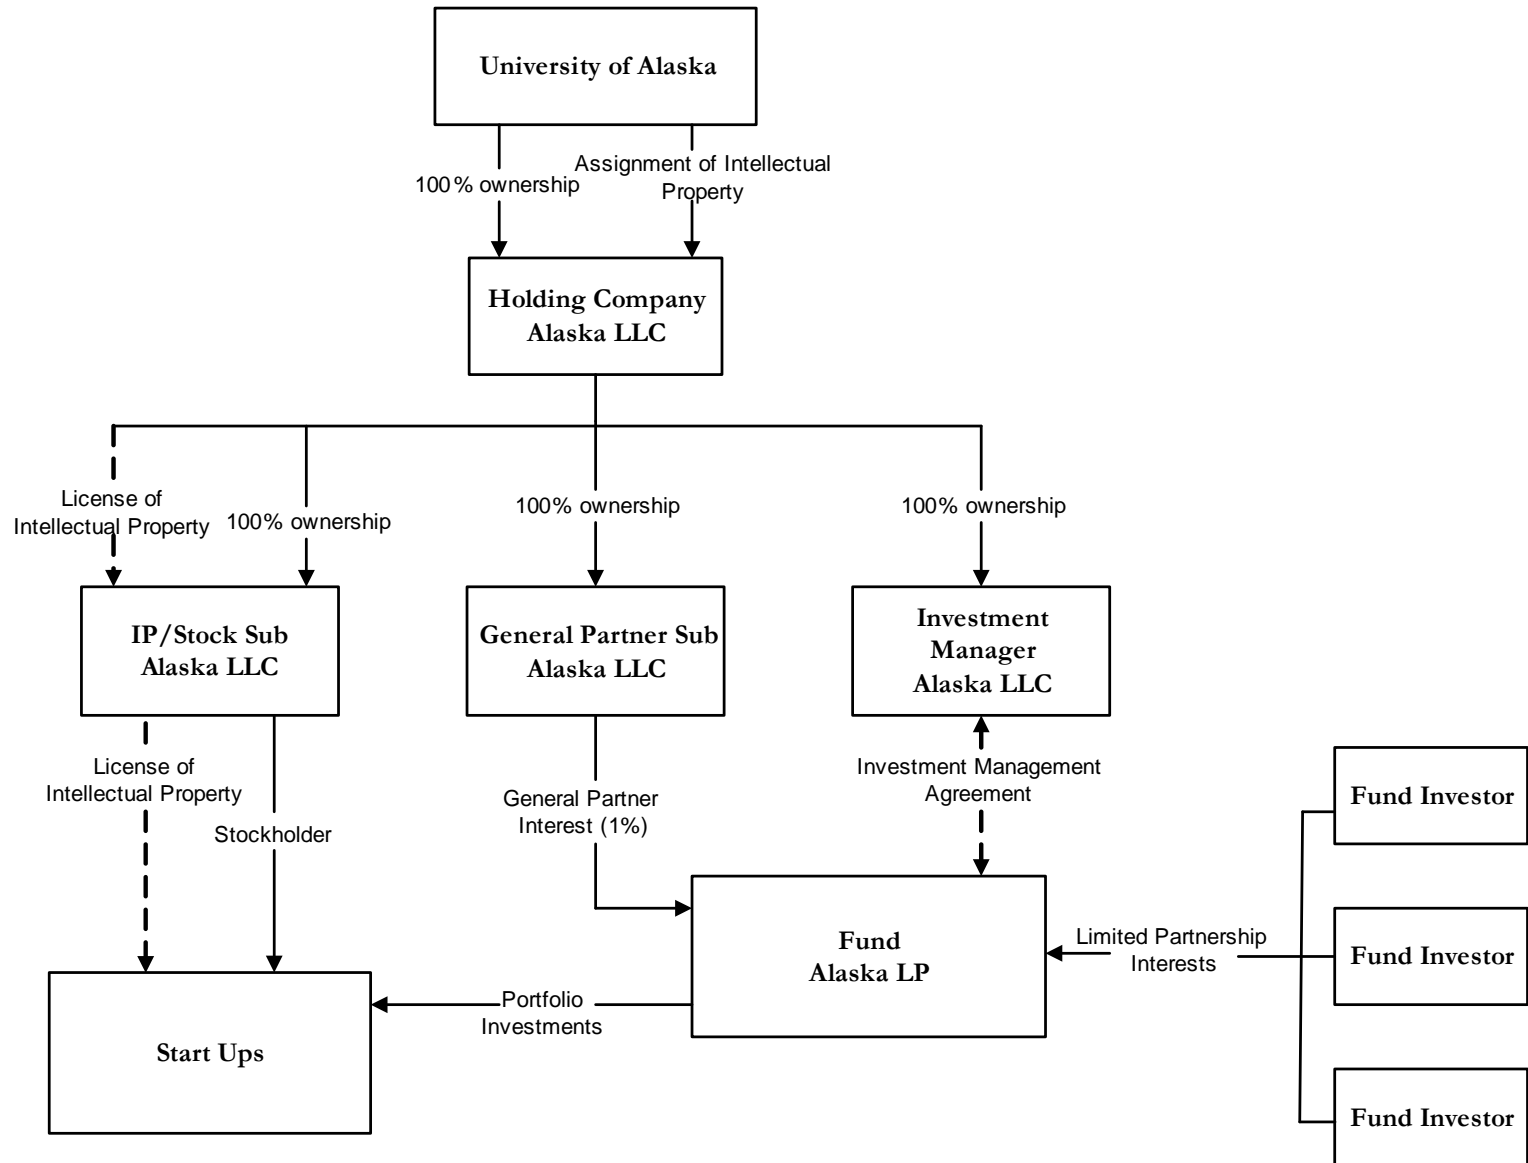 University of Alaska
100% ownership
Assignment of Intellectual
Property
Holding Company
Alaska LLC
License of
Intellectual Property
100% ownership
100% ownership
100% ownership
IP/Stock Sub
Alaska LLC
General Partner Sub
Alaska LLC
Investment
Manager
Alaska LLC
License of
Intellectual Property
Stockholder
General Partner
Interest (1%)
Investment Management
Agreement
Fund Investor
Fund
Alaska LP
Limited Partnership
Interests
Fund Investor
Portfolio
Investments
Start Ups
Fund Investor